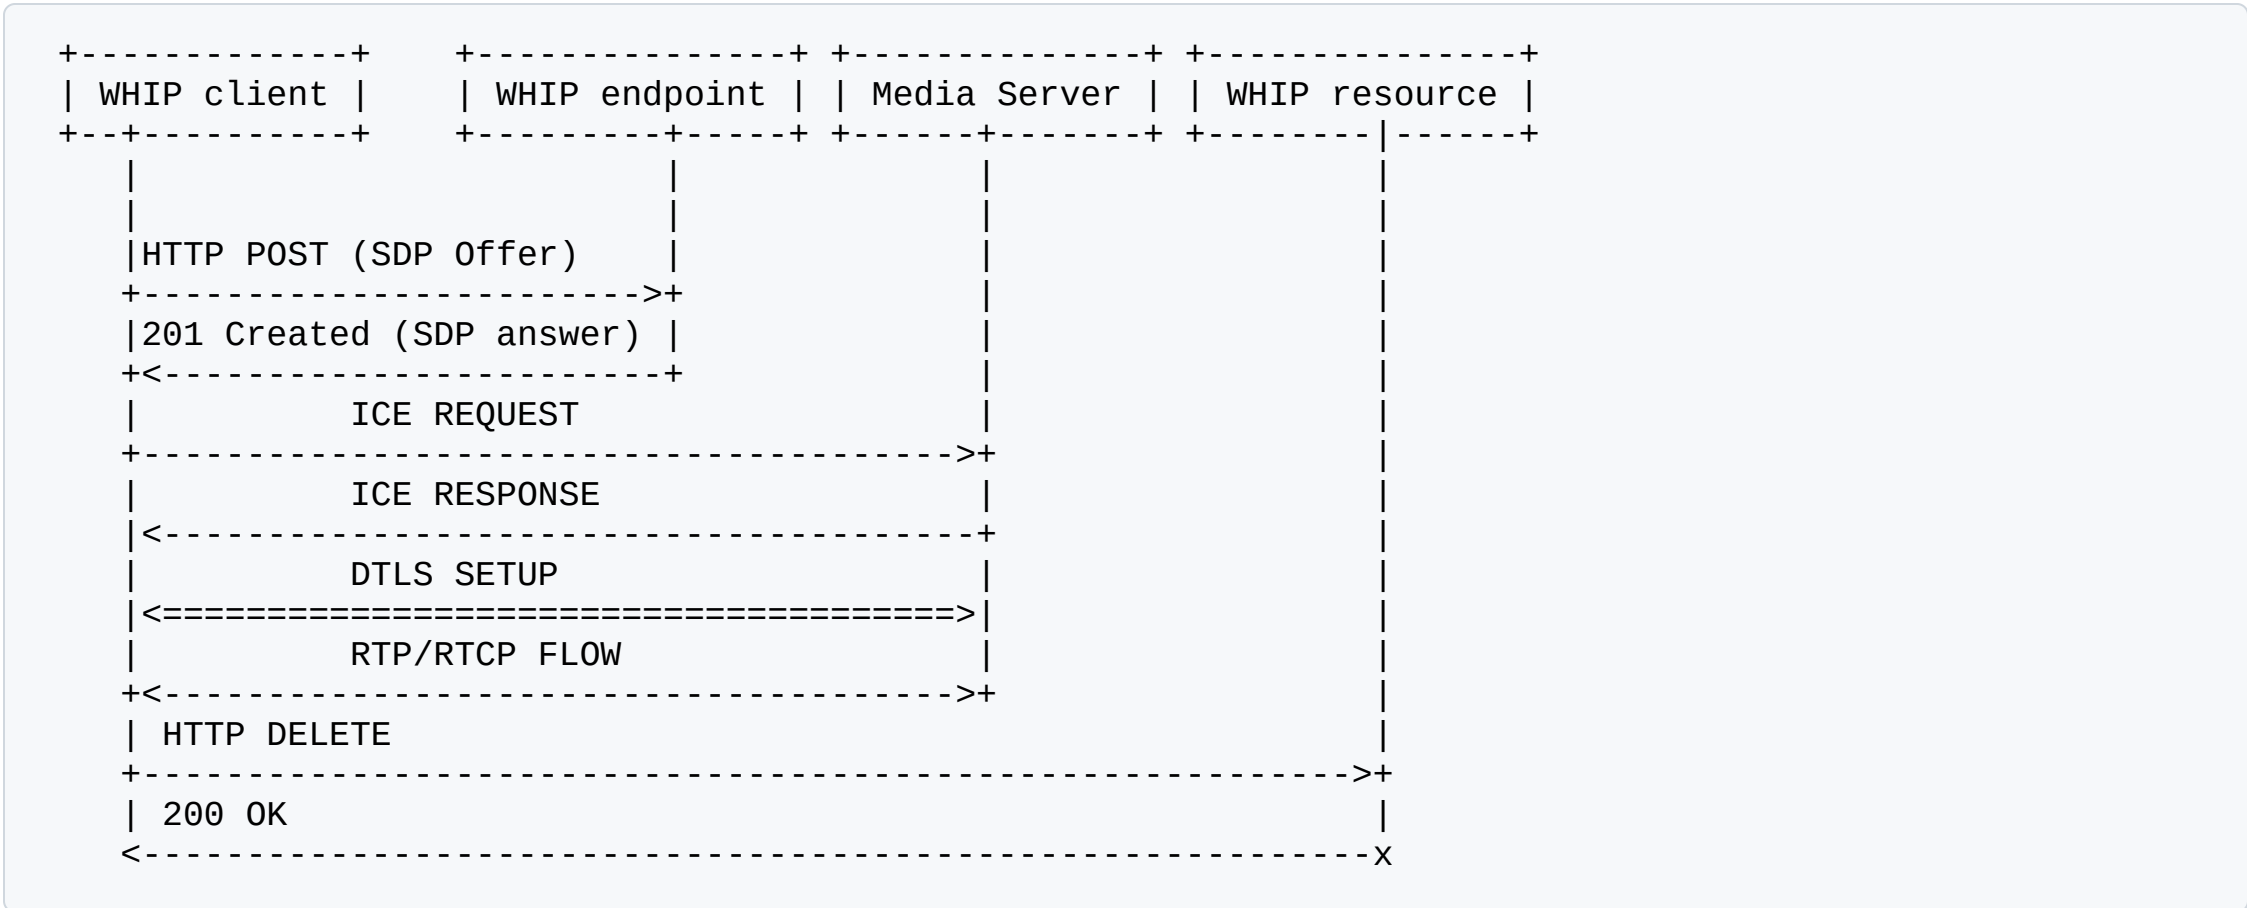 +-------------+    +---------------+ +--------------+ +---------------+
| WHIP client |    | WHIP endpoint | | Media Server | | WHIP resource |
+--+----------+    +---------+-----+ +------+-------+ +--------|------+
   |                         |              |                  |
   |                         |              |                  |
   |HTTP POST (SDP Offer)    |              |                  |
   +------------------------>+              |                  |
   |201 Created (SDP answer) |              |                  |
   +<------------------------+              |                  |
   |          ICE REQUEST                   |                  |
   +--------------------------------------->+                  |
   |          ICE RESPONSE                  |                  |
   |<---------------------------------------+                  |
   |          DTLS SETUP                    |                  |
   |<======================================>|                  |
   |          RTP/RTCP FLOW                 |                  |
   +<-------------------------------------->+                  |
   | HTTP DELETE                                               |
   +---------------------------------------------------------->+
   | 200 OK                                                    |
   <-----------------------------------------------------------x